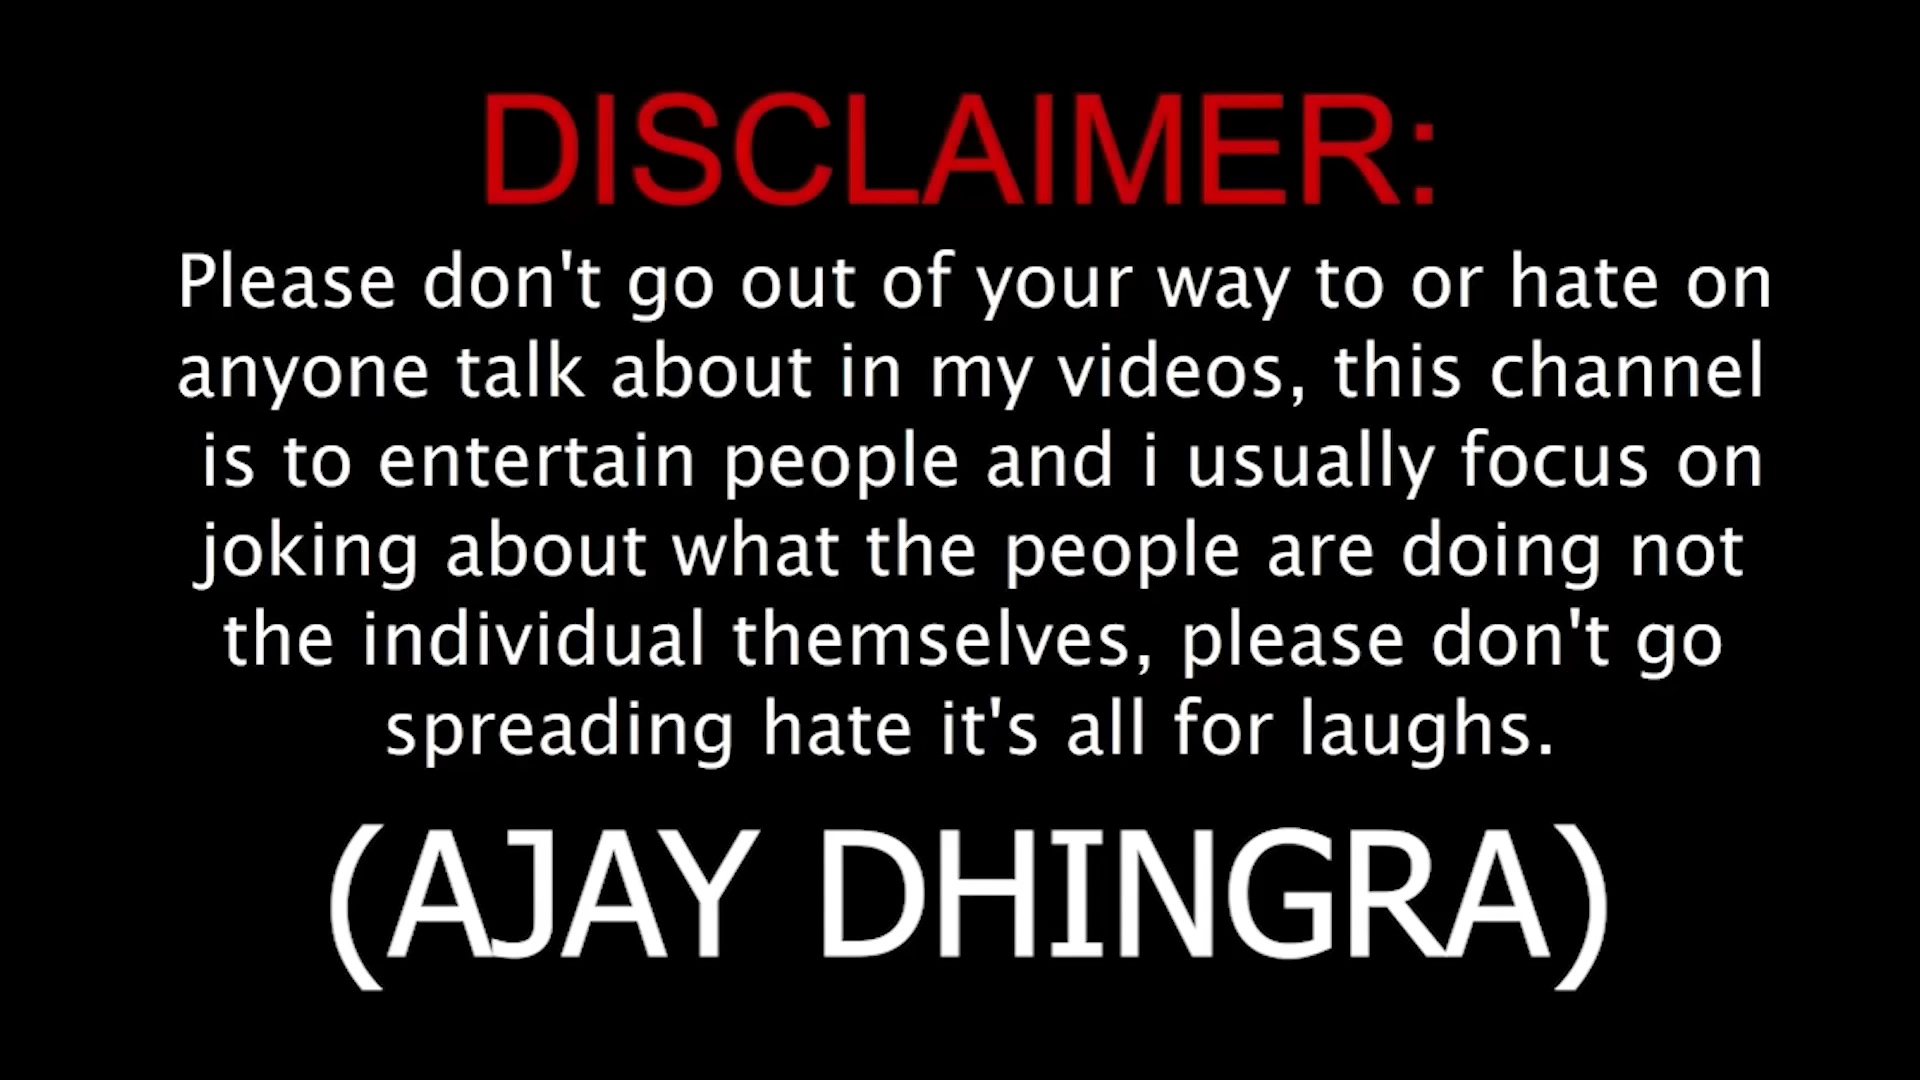 DISCLAIMER:
Please don't go out of your way to or hate on
anyone talk about in my videos, this channel
is to entertain people and i usually focus on
joking about what the people are doing not
the individual themselves, please don't go
spreading hate it's all for laughs.
(AJAY DHINGRA)